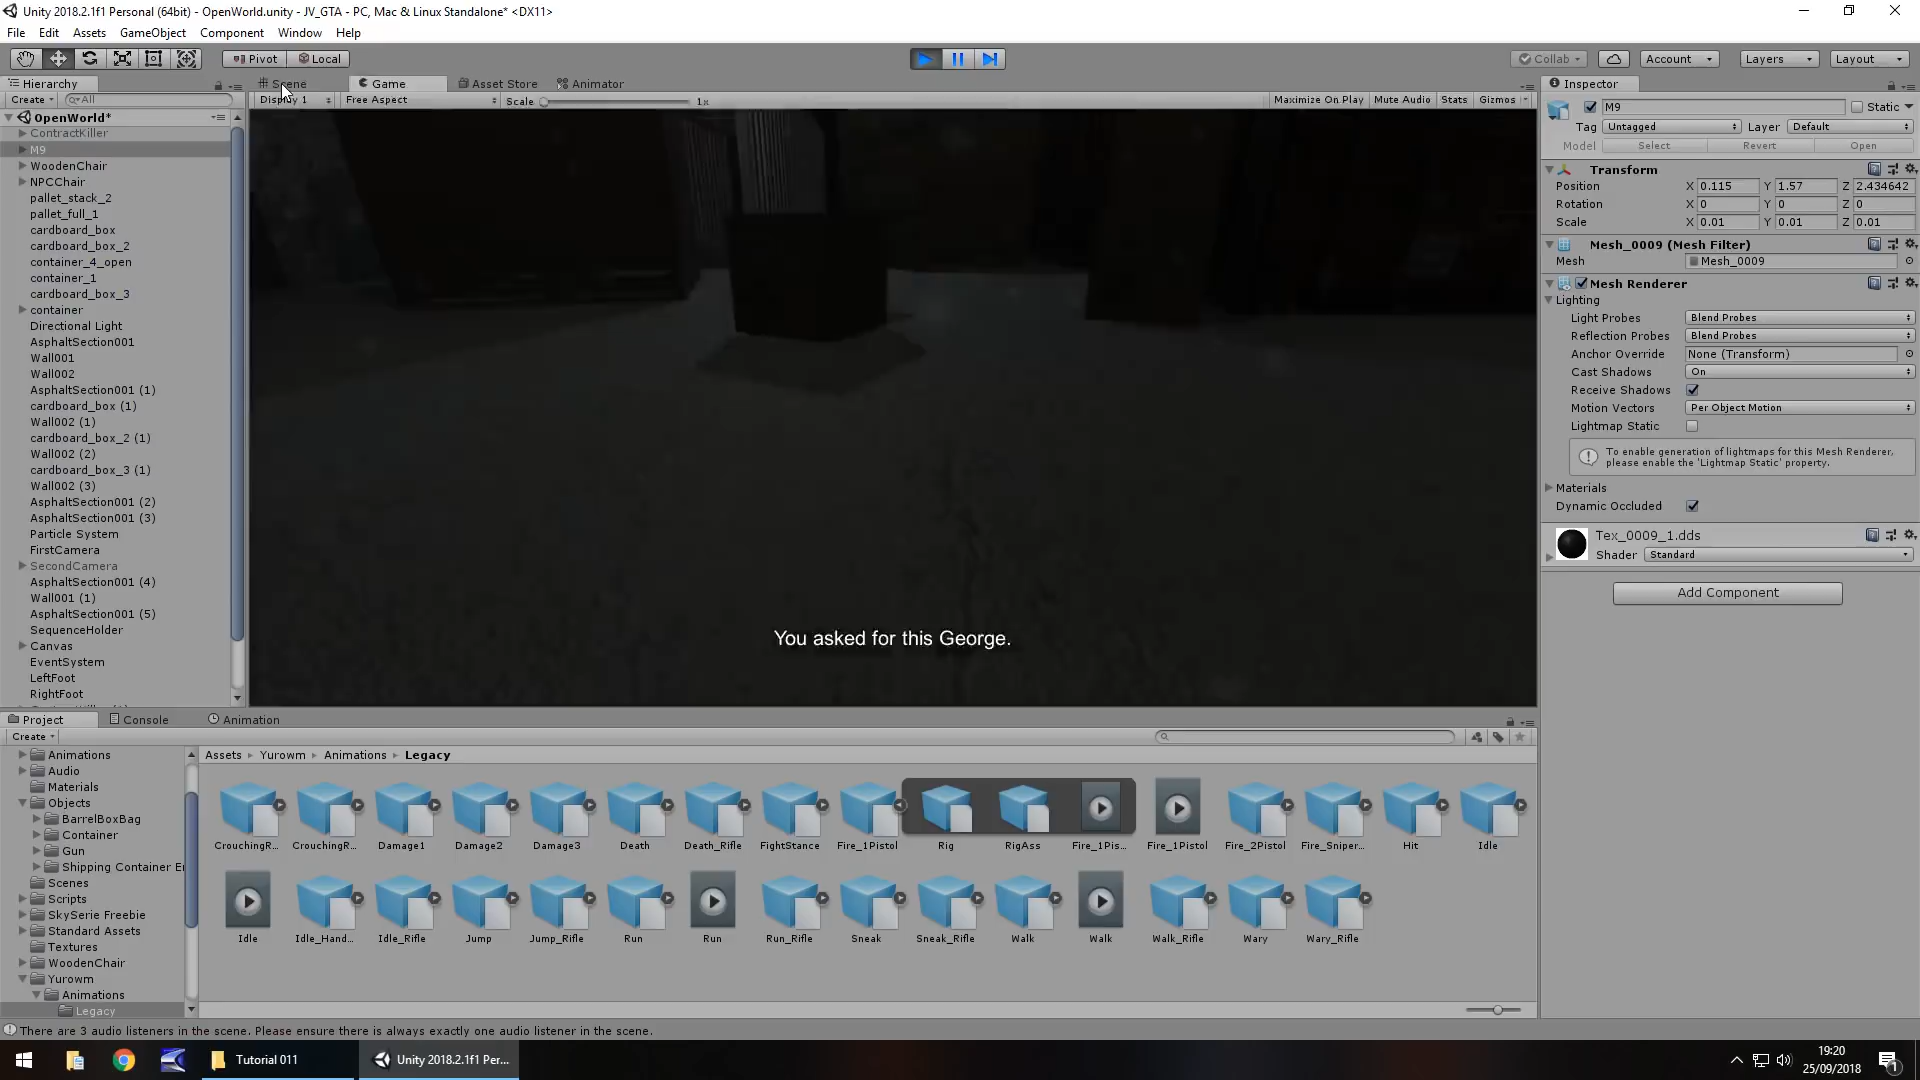 Unity 2018.2.1f1 Personal (64bit) - OpenWorld.unity - JV_GTA - PC, Mac & Linux Standalone* <DX11>
File Edit Assets GameObject Component Window Help
Pivot Local Collab Account Layers Layout
Hierarchy Scene Game Asset Store Animator Inspector
Create All Display 1 Free Aspect Scale 1x Maximize On Play Mute Audio Stats Gizmos
OpenWorld*
ContractKiller
M9
WoodenChair
NPCChair
pallet_stack_2
pallet_full_1
cardboard_box
cardboard_box_2
container_4_open
container_1
cardboard_box_3
container
Directional Light
AsphaltSection001
Wall001
Wall002
AsphaltSection001 (1)
cardboard_box (1)
Wall002 (1)
cardboard_box_2 (1)
Wall002 (2)
cardboard_box_3 (1)
Wall002 (3)
AsphaltSection001 (2)
AsphaltSection001 (3)
Particle System
FirstCamera
SecondCamera
AsphaltSection001 (4)
Wall001 (1)
AsphaltSection001 (5)
SequenceHolder
Canvas
EventSystem
LeftFoot
RightFoot
You asked for this George.
M9 Static
Tag Untagged Layer Default
Model Select Revert Open
Transform
Position X 0.115 Y 1.57 Z 2.434642
Rotation X 0 Y 0 Z 0
Scale X 0.01 Y 0.01 Z 0.01
Mesh_0009 (Mesh Filter)
Mesh Mesh_0009
Mesh Renderer
Lighting
Light Probes Blend Probes
Reflection Probes Blend Probes
Anchor Override None (Transform)
Cast Shadows On
Receive Shadows
Motion Vectors Per Object Motion
Lightmap Static
To enable generation of lightmaps for this Mesh Renderer,
please enable the 'Lightmap Static' property.
Materials
Dynamic Occluded
Tex_0009_1.dds
Shader Standard
Add Component
Project Console Animation
Create
Animations
Audio
Materials
Objects
BarrelBoxBag
Container
Gun
Shipping Container Er
Scenes
Scripts
SkySerie Freebie
Standard Assets
Textures
WoodenChair
Yurowm
Animations
Legacy
Assets Yurowm Animations Legacy
CrouchingR... CrouchingR... Damage1 Damage2 Damage3 Death Death_Rifle FightStance Fire_1Pistol Rig RigAss Fire_1Pis... Fire_1Pistol Fire_2Pistol Fire_Sniper... Hit Idle
Idle Idle_Hand... Idle_Rifle Jump Jump_Rifle Run Run Run_Rifle Sneak Sneak_Rifle Walk Walk Walk_Rifle Wary Wary_Rifle
There are 3 audio listeners in the scene. Please ensure there is always exactly one audio listener in the scene.
Tutorial 011 Unity 2018.2.1f1 Per...
19:20
25/09/2018
1